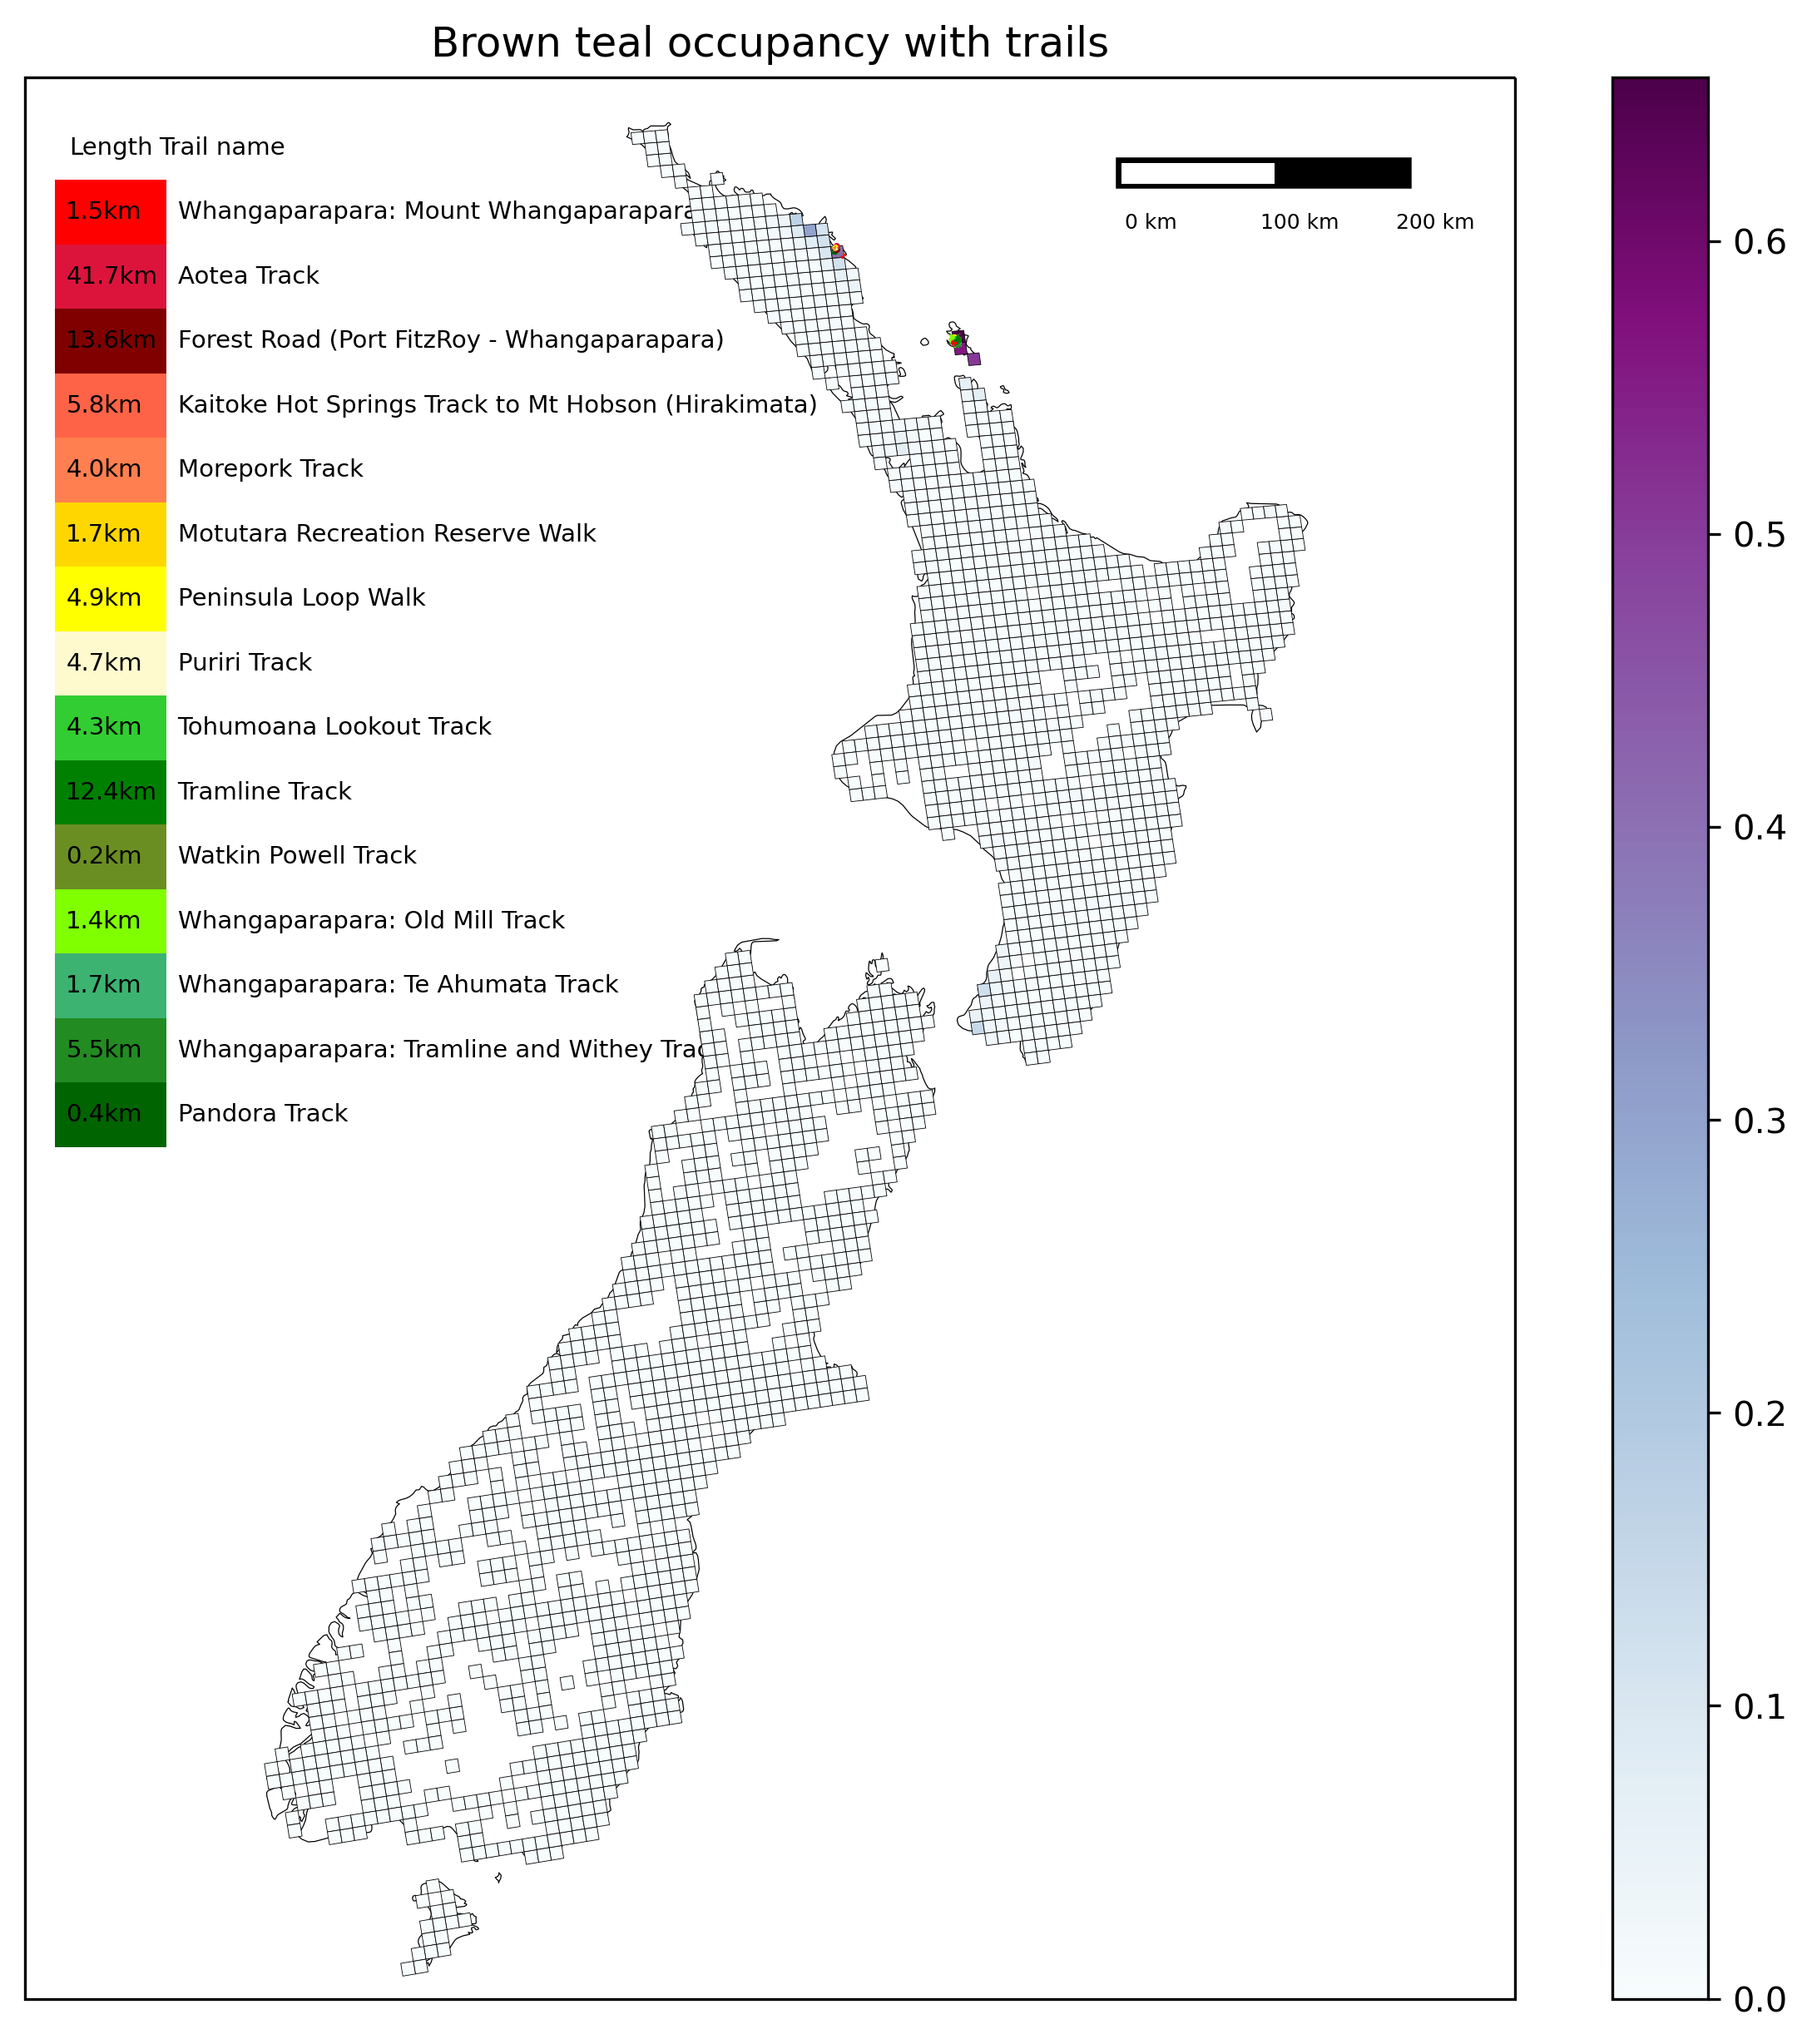 Brown teal occupancy with trails
Length Trail name
1.5km Whangaparapara: Mount Whangaparapara
41.7km Aotea Track
13.6km Forest Road (Port FitzRoy - Whangaparapara)
5.8km Kaitoke Hot Springs Track to Mt Hobson (Hirakimata)
4.0km Morepork Track
1.7km Motutara Recreation Reserve Walk
4.9km Peninsula Loop Walk
4.7km Puriri Track
4.3km Tohumoana Lookout Track
12.4km Tramline Track
0.2km Watkin Powell Track
1.4km Whangaparapara: Old Mill Track
1.7km Whangaparapara: Te Ahumata Track
5.5km Whangaparapara: Tramline and Withey
0.4km Pandora Track
0 km 100 km 200 km
0.6
0.5
0.4
0.3
0.2
0.1
0.0